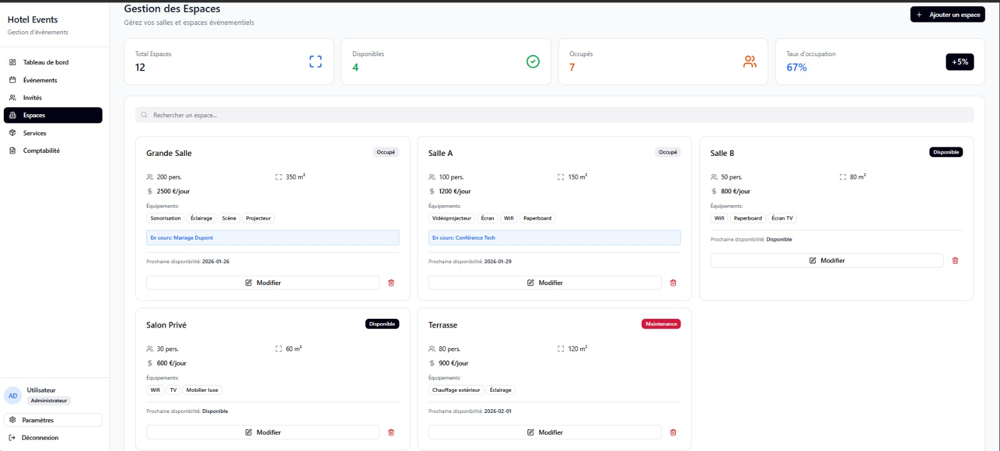 Hotel Events
Gestion d'événements
Tableau de bord
Événements
Invités
Espaces
Services
Comptabilité
AD
Utilisateur
Administrateur
Paramètres
Déconnexion
Gestion des Espaces
Gérez vos salles et espaces événementiels
+ Ajouter un espace
Total Espaces
12
Disponibles
4
Occupés
7
Taux d'occupation
67%
+5%
Rechercher un espace...
Grande Salle
Occupé
200 pers.
350 m²
$ 2500 €/jour
Équipements:
Sonorisation Éclairage Scène Projecteur
En cours: Mariage Dupont
Prochaine disponibilité: 2026-01-26
Modifier
Salle A
Occupé
100 pers.
150 m²
$ 1200 €/jour
Équipements:
Vidéoprojecteur Écran Wifi Paperboard
En cours: Conférence Tech
Prochaine disponibilité: 2026-01-29
Modifier
Salle B
Disponible
50 pers.
80 m²
$ 800 €/jour
Équipements:
Wifi Paperboard Écran TV
Prochaine disponibilité: Disponible
Modifier
Salon Privé
Disponible
30 pers.
60 m²
$ 600 €/jour
Équipements:
Wifi TV Mobilier luxe
Prochaine disponibilité: Disponible
Modifier
Terrasse
Maintenance
80 pers.
120 m²
$ 900 €/jour
Équipements:
Chauffage extérieur Éclairage
Prochaine disponibilité: 2026-02-01
Modifier